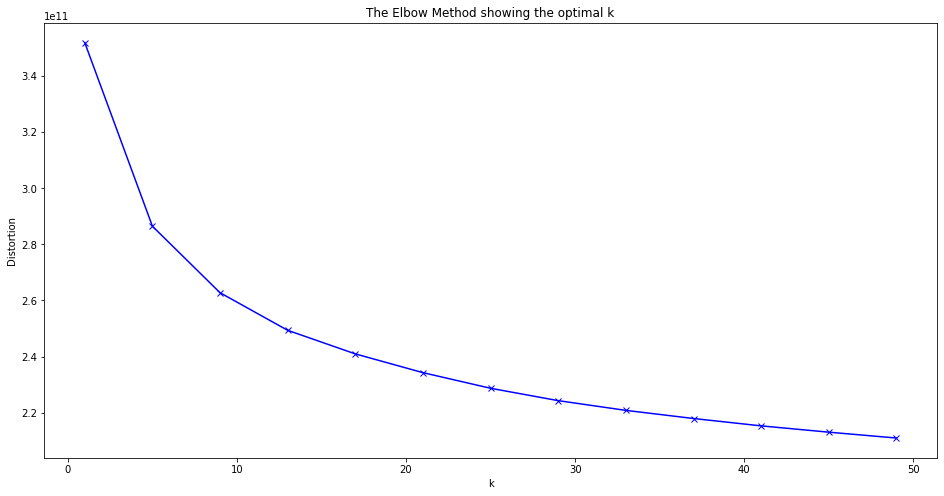 The Elbow Method showing the optimal k
1e11
3.4
3.2
3.0
2.8
2.6
2.4
2.2
Distortion
0 10 20 30 40 50
k